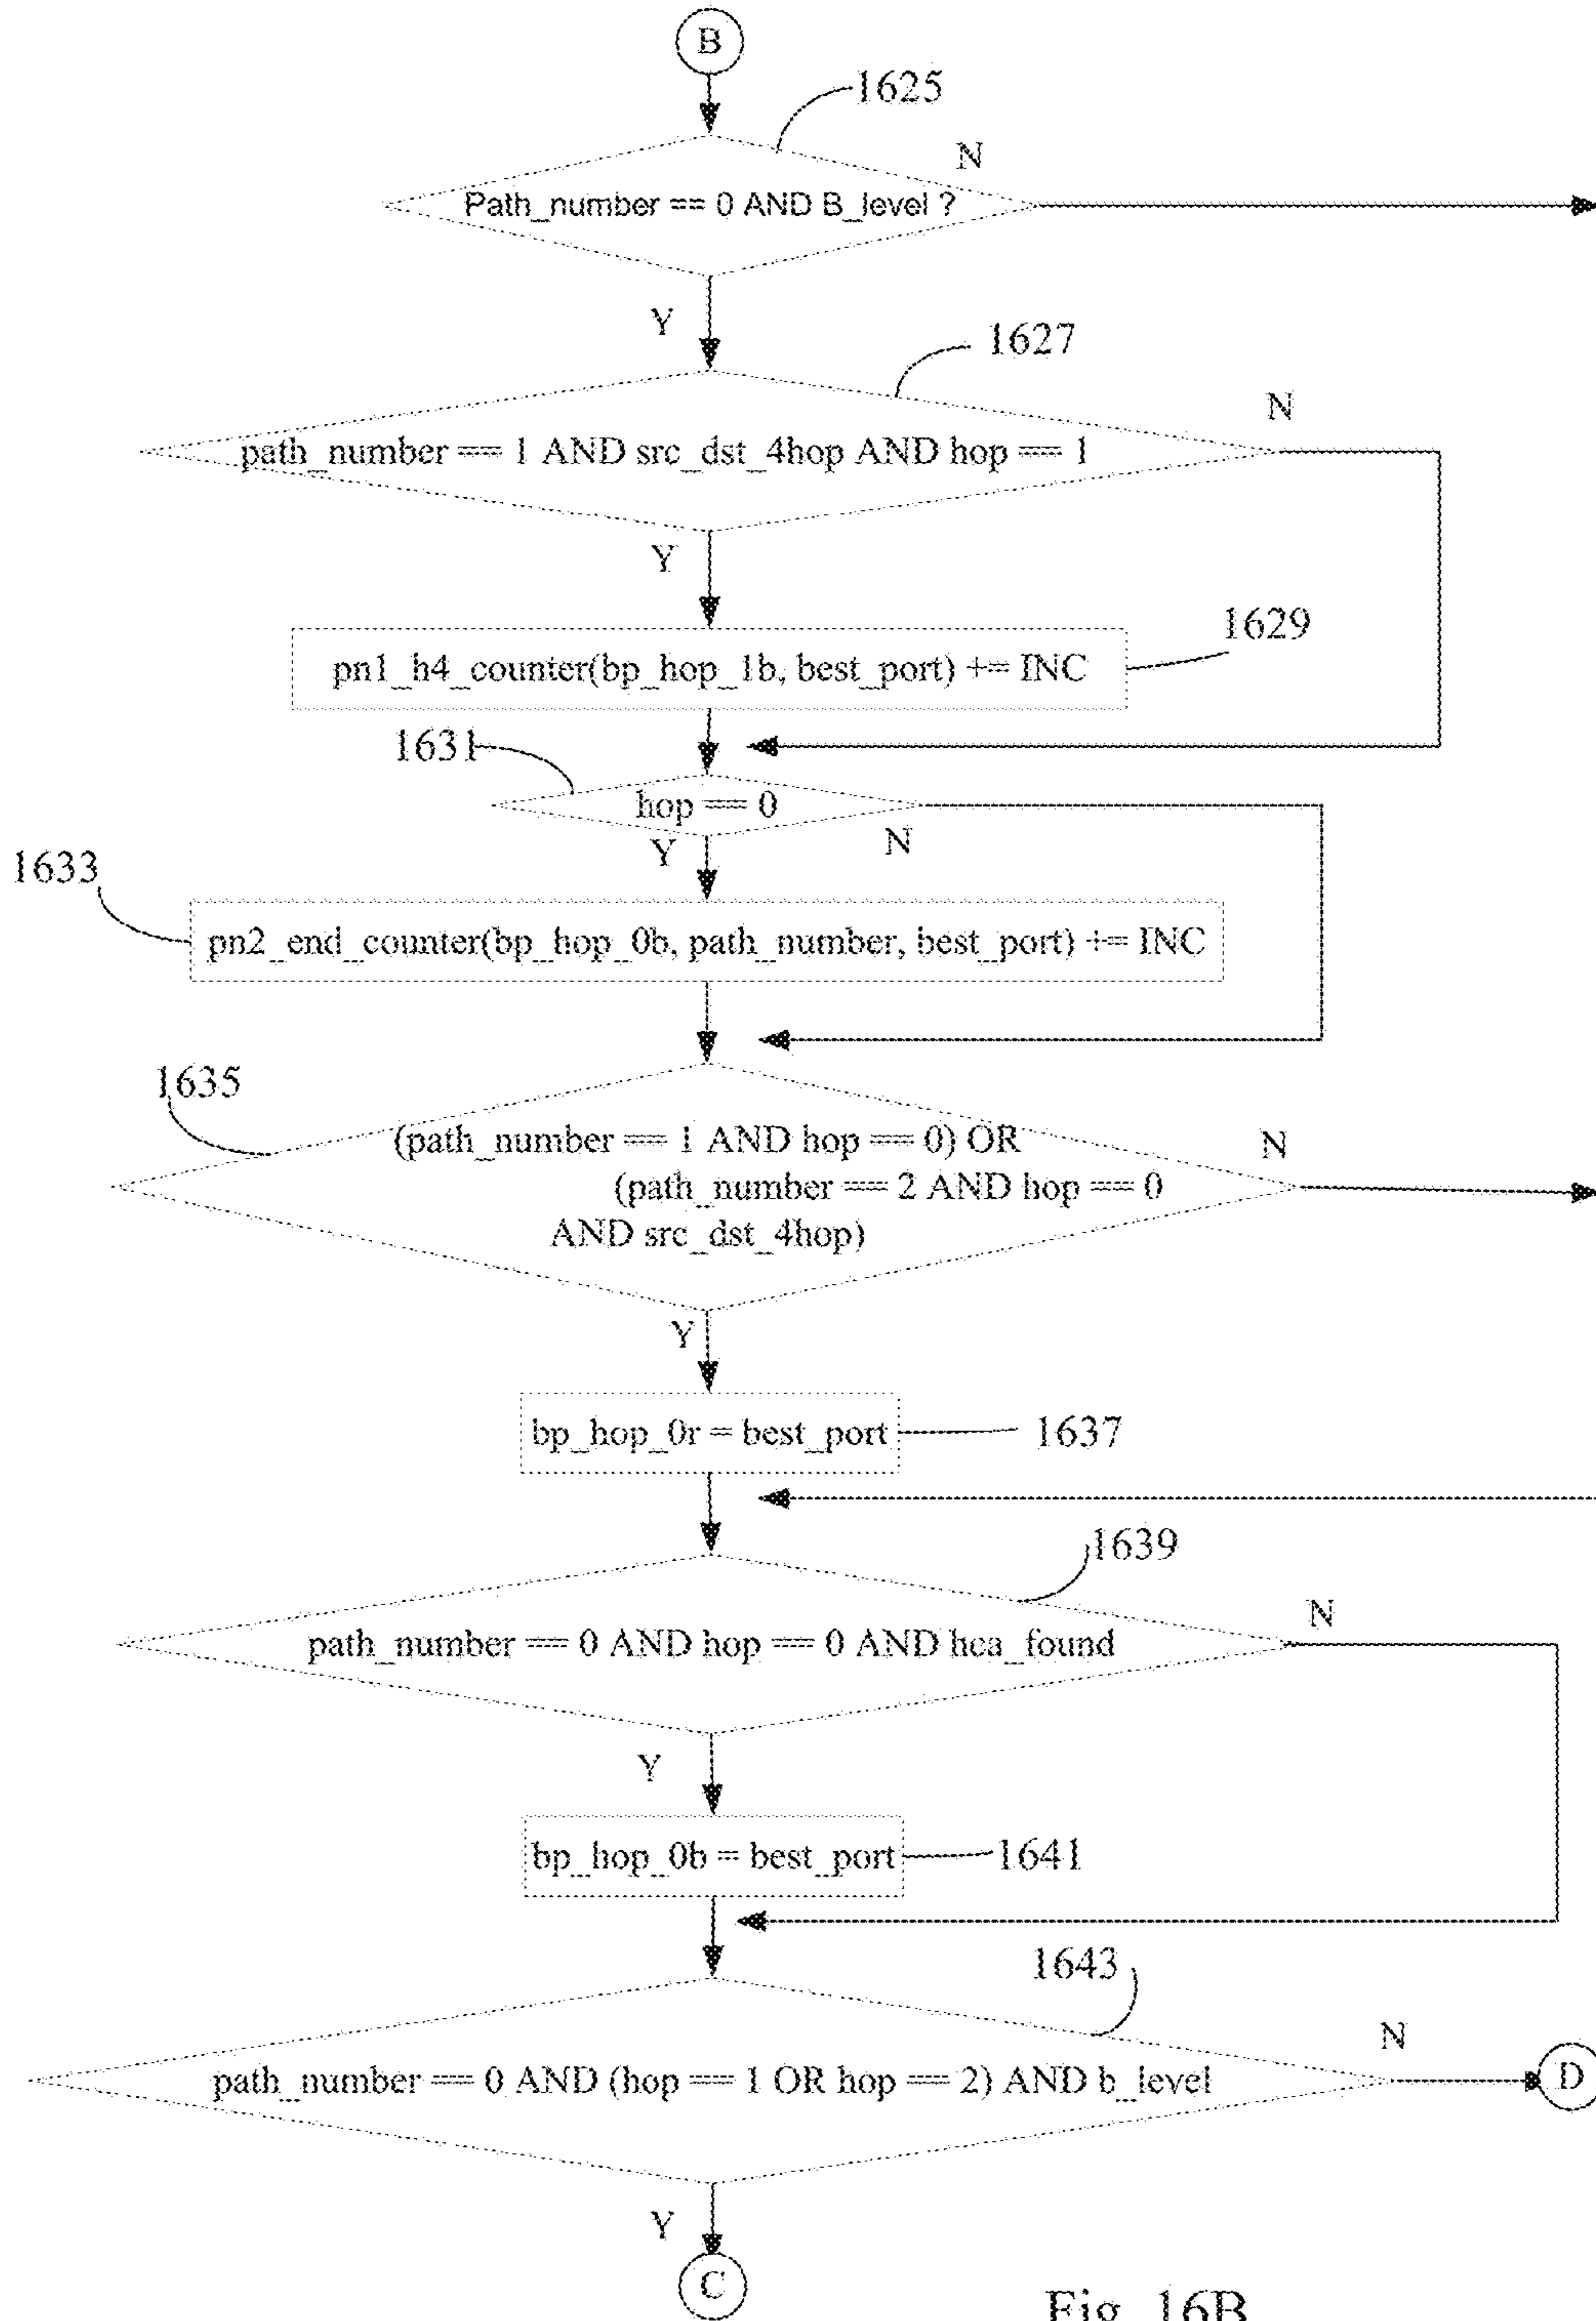 B
1625
N
Path_number == 0 AND B_level ?
Y
1627
N
path_number == 1 AND src_dst_4hop AND hop == 1
Y
1629
pn1_h4_counter(bp_hop_1b, best_port) += INC
1631
hop == 0
Y
N
1633
pn2_end_counter(bp_hop_0b, path_number, best_port) += INC
1635
(path_number == 1 AND hop == 0) OR
N
(path_number == 2 AND hop == 0
AND src_dst_4hop)
Y
bp_hop_0r = best_port
1637
1639
N
path_number == 0 AND hop == 0 AND hca_found
Y
bp_hop_0b = best_port
1641
1643
N
path_number == 0 AND (hop == 1 OR hop == 2) AND b_level
D
Y
C
Fig. 16B